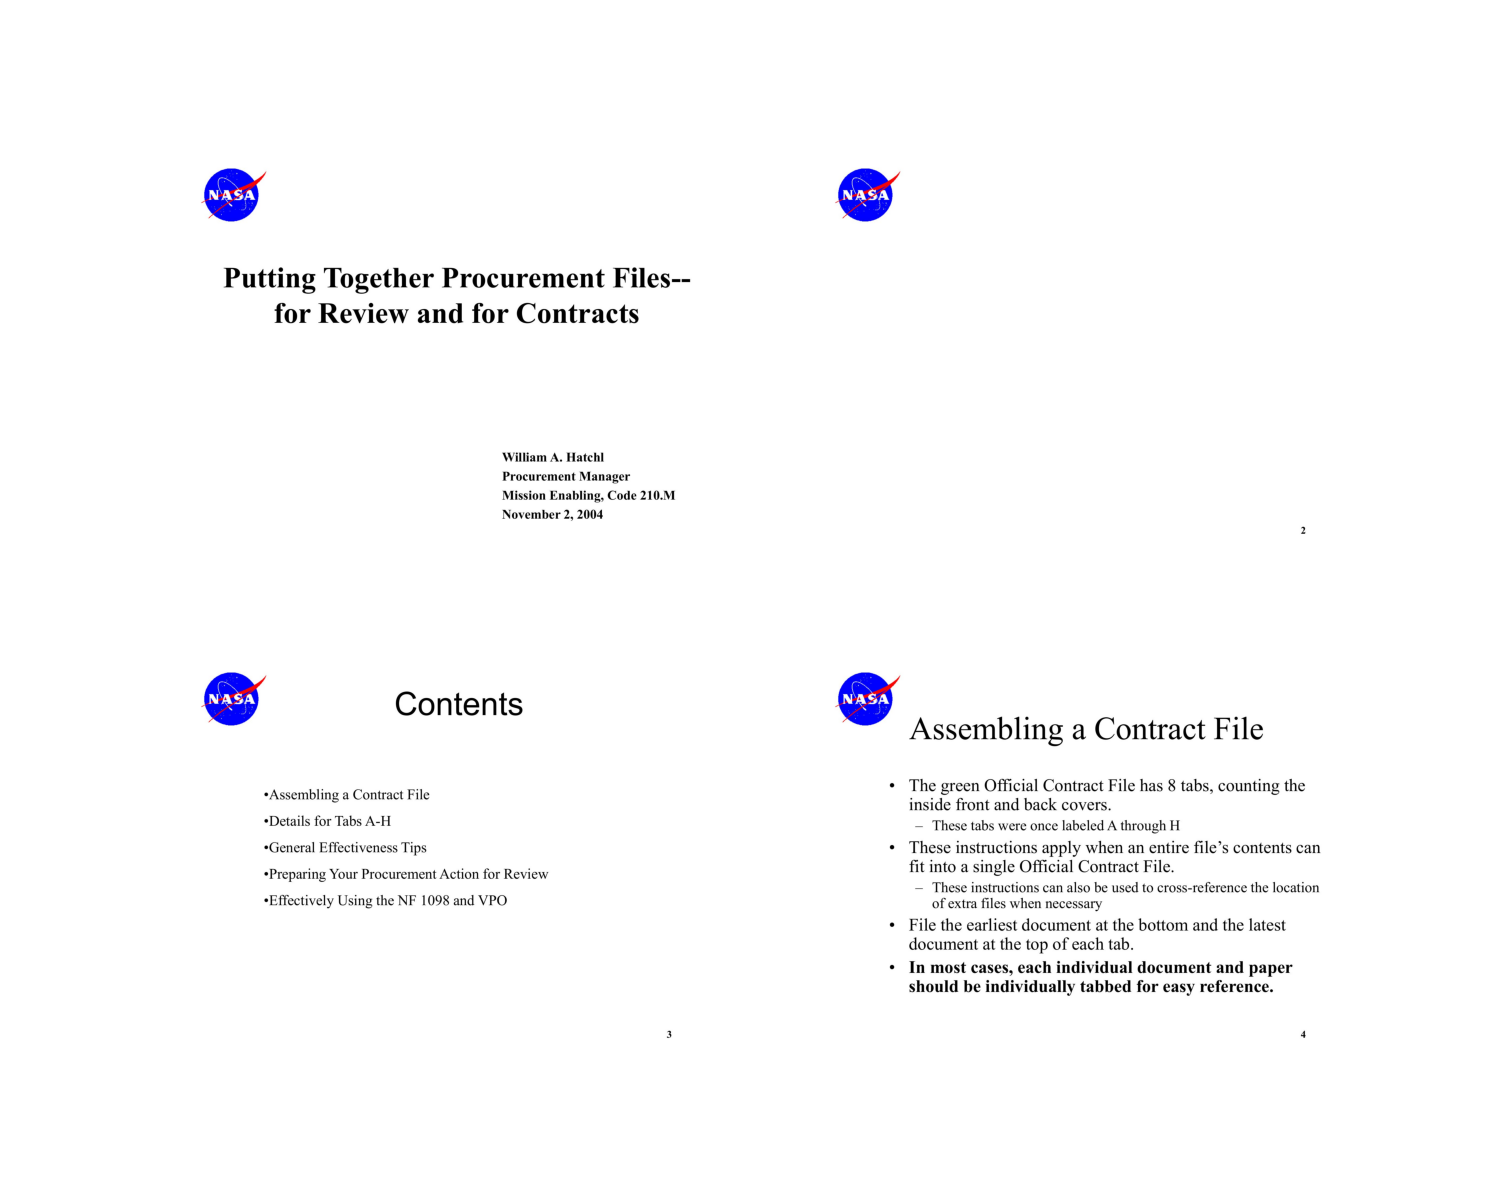 NASA
Putting Together Procurement Files--
for Review and for Contracts
William A. Hatchl
Procurement Manager
Mission Enabling, Code 210.M
November 2, 2004
NASA
2
NASA
Contents
•Assembling a Contract File
•Details for Tabs A-H
•General Effectiveness Tips
•Preparing Your Procurement Action for Review
•Effectively Using the NF 1098 and VPO
3
NASA
Assembling a Contract File
• The green Official Contract File has 8 tabs, counting the
inside front and back covers.
– These tabs were once labeled A through H
• These instructions apply when an entire file’s contents can
fit into a single Official Contract File.
– These instructions can also be used to cross-reference the location
of extra files when necessary
• File the earliest document at the bottom and the latest
document at the top of each tab.
• In most cases, each individual document and paper
should be individually tabbed for easy reference.
4